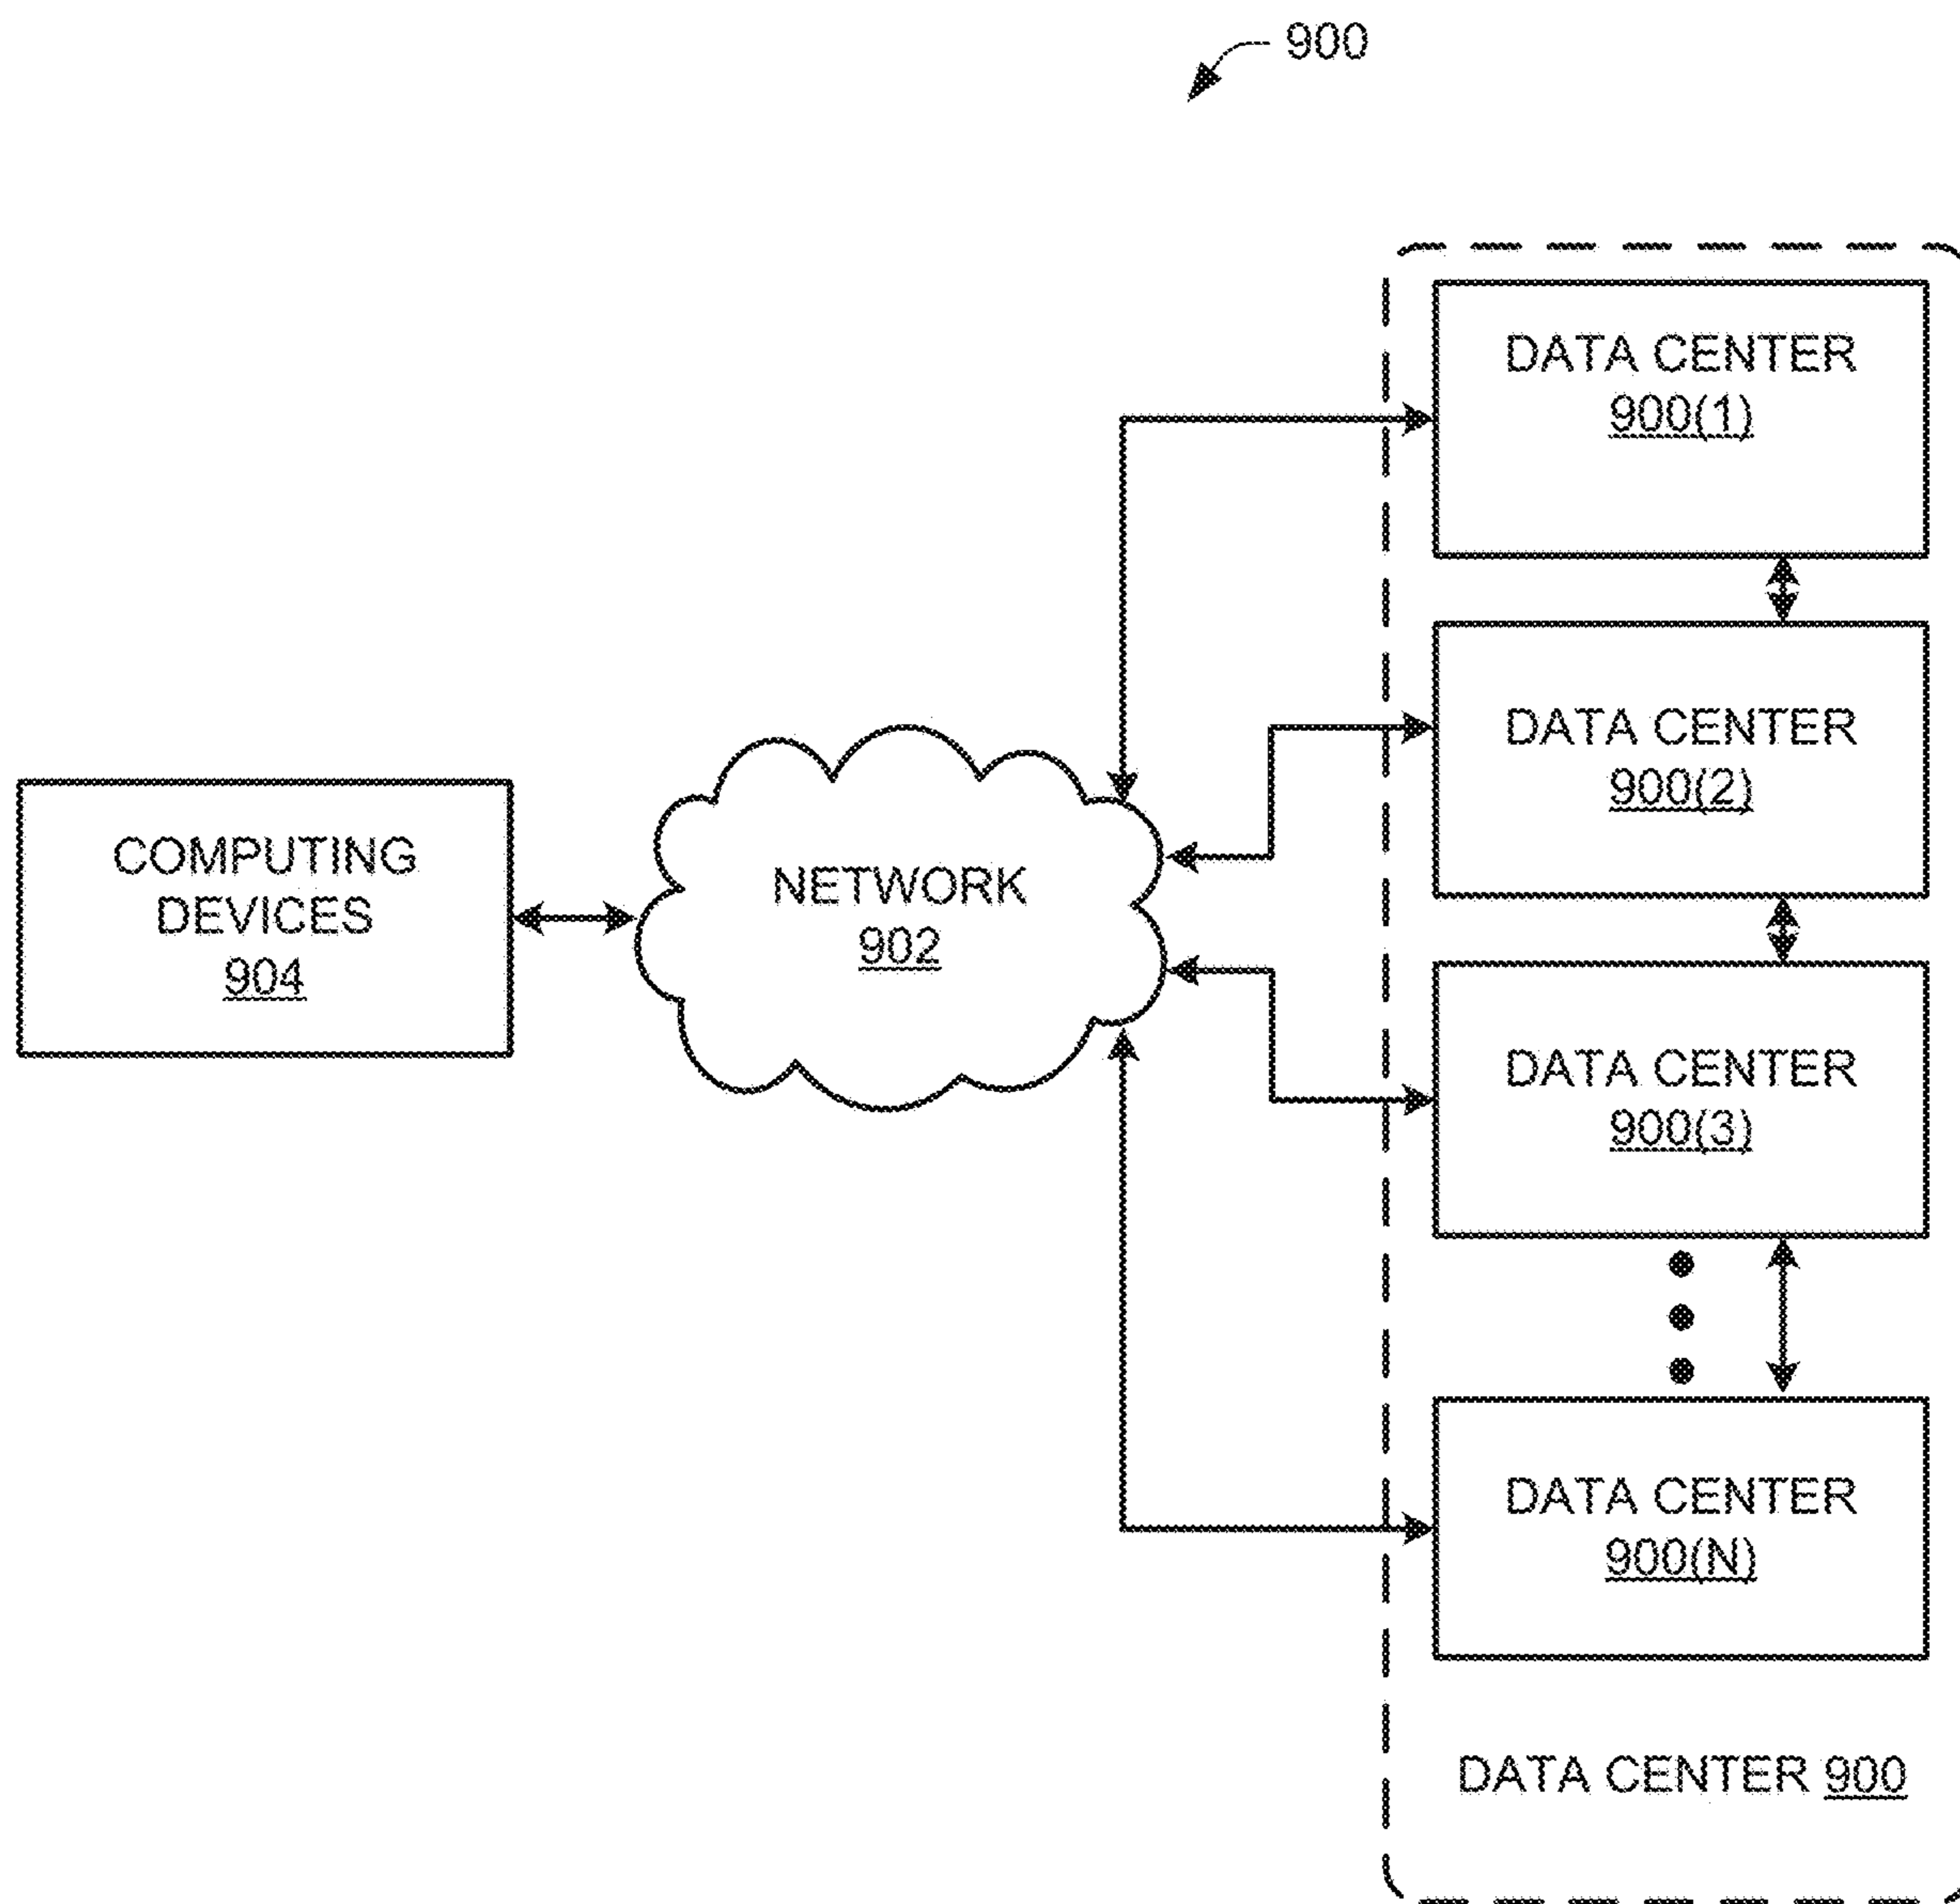 900
DATA CENTER
900(1)
DATA CENTER
900(2)
COMPUTING
DEVICES
904
NETWORK
902
DATA CENTER
900(3)
DATA CENTER
900(N)
DATA CENTER 900